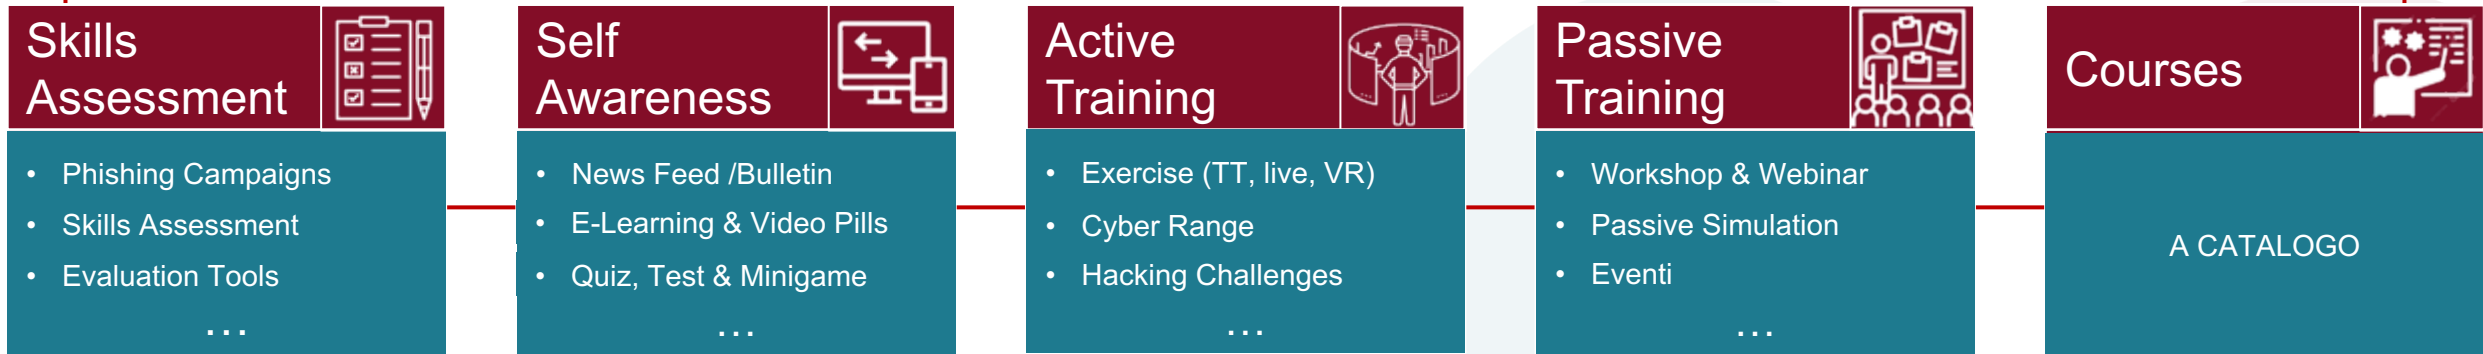 Skills
Assessment
• Phishing Campaigns
• Skills Assessment
• Evaluation Tools
...
Self
Awareness
• News Feed /Bulletin
• E-Learning & Video Pills
• Quiz, Test & Minigame
...
Active
Training
• Exercise (TT, live, VR)
• Cyber Range
• Hacking Challenges
...
Passive
Training
• Workshop & Webinar
• Passive Simulation
• Eventi
...
Courses
A CATALOGO